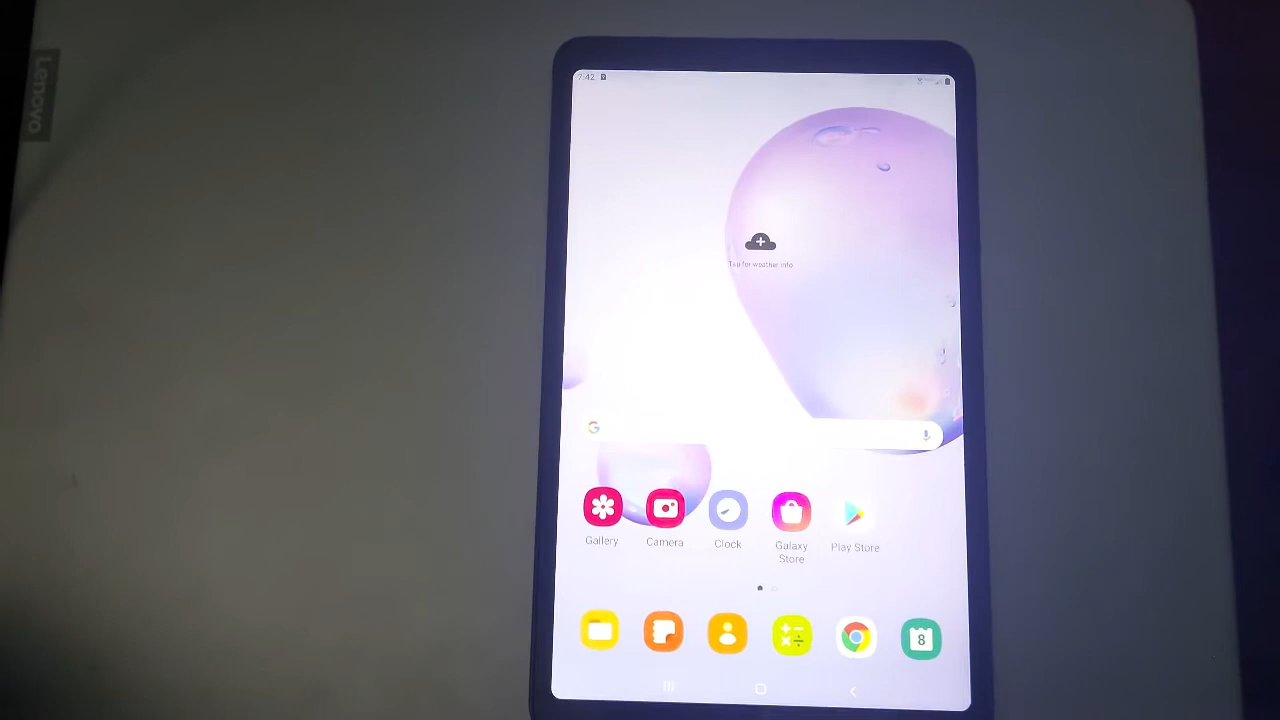 Lenovo
7:42
Tap for weather info
G
Gallery
Camera
Clock
Galaxy
Store
Play Store
8